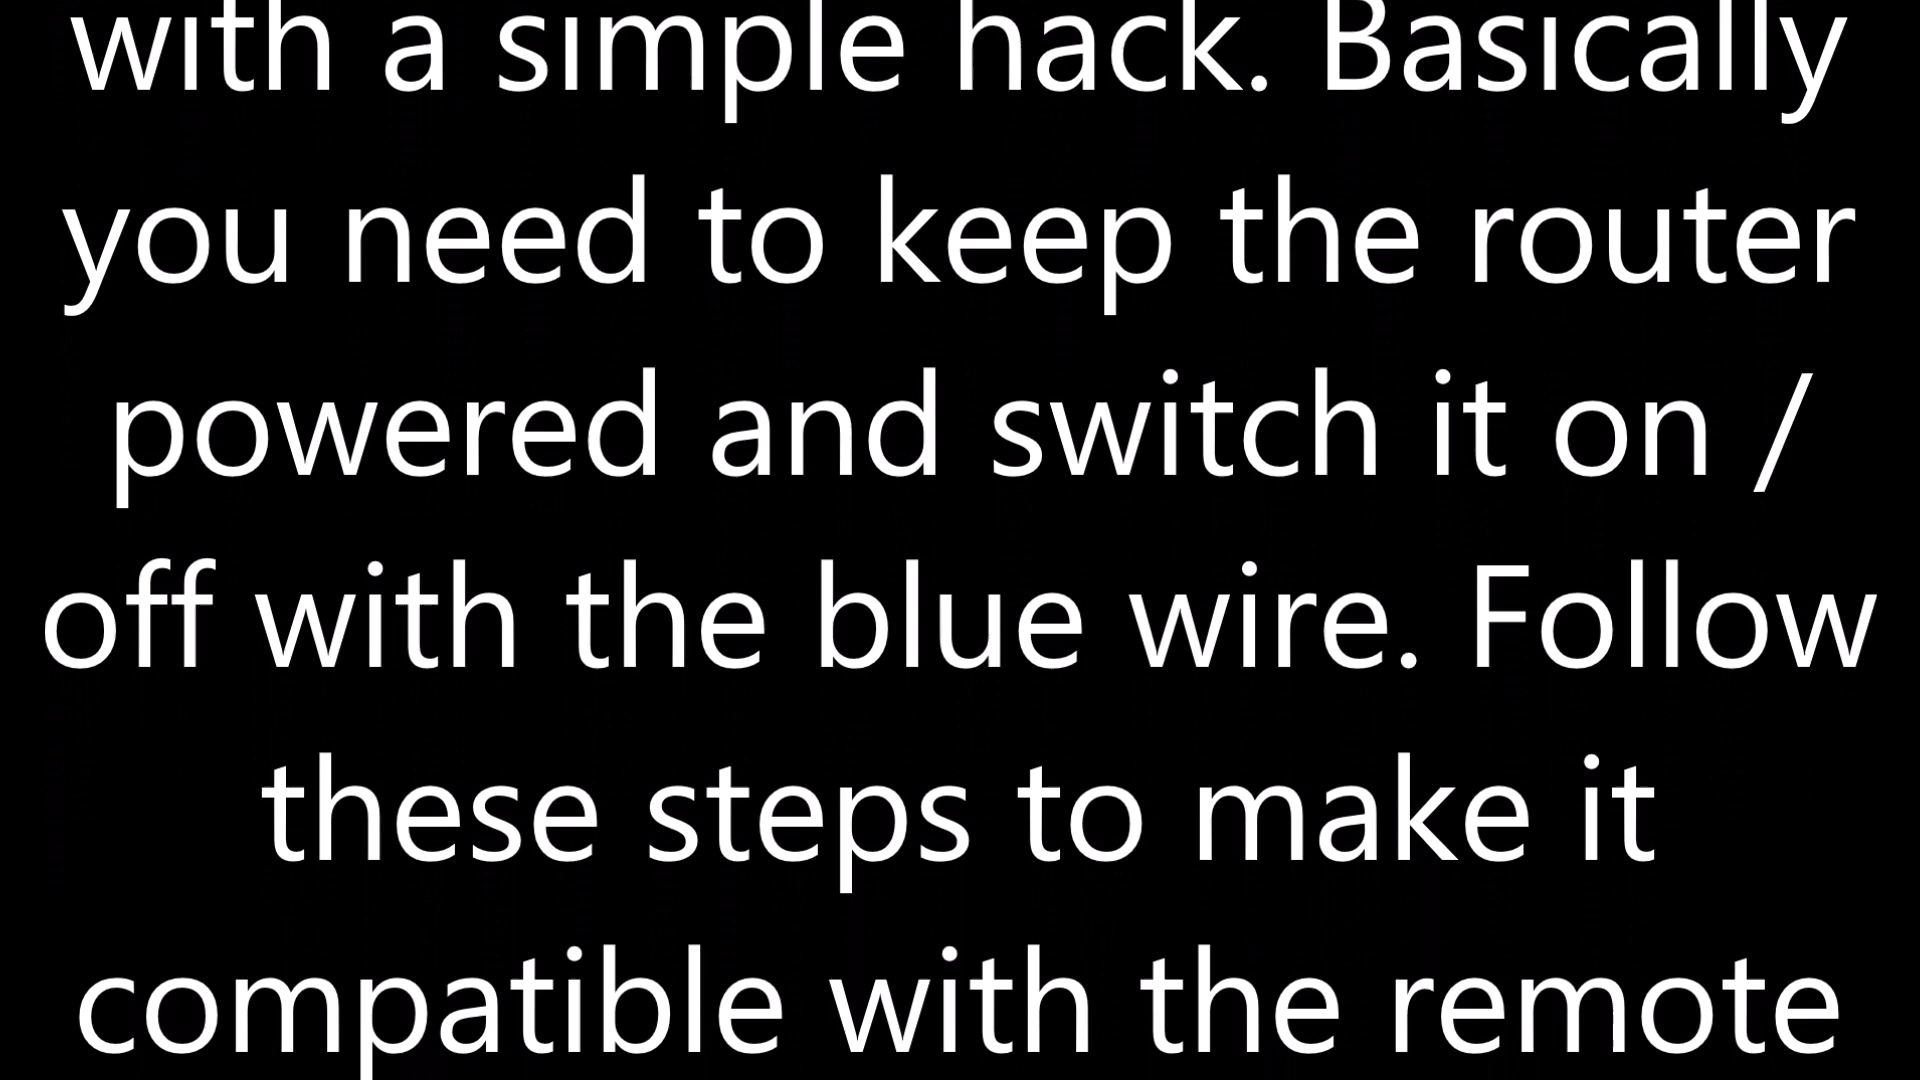 with a simple hack. Basically
you need to keep the router
powered and switch it on /
off with the blue wire. Follow
these steps to make it
compatible with the remote